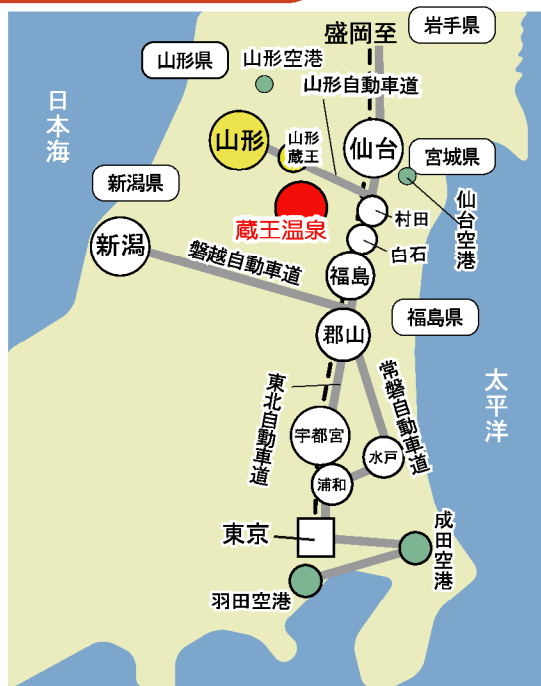 盛岡至
岩手県
山形県
山形空港
山形自動車道
日本海
山形
山形
蔵王
仙台
宮城県
新潟県
仙台空港
村田
蔵王温泉
白石
新潟
磐越自動車道
福島
福島県
郡山
太平洋
東北自動車道
常磐自動車道
宇都宮
水戸
浦和
東京
成田空港
羽田空港